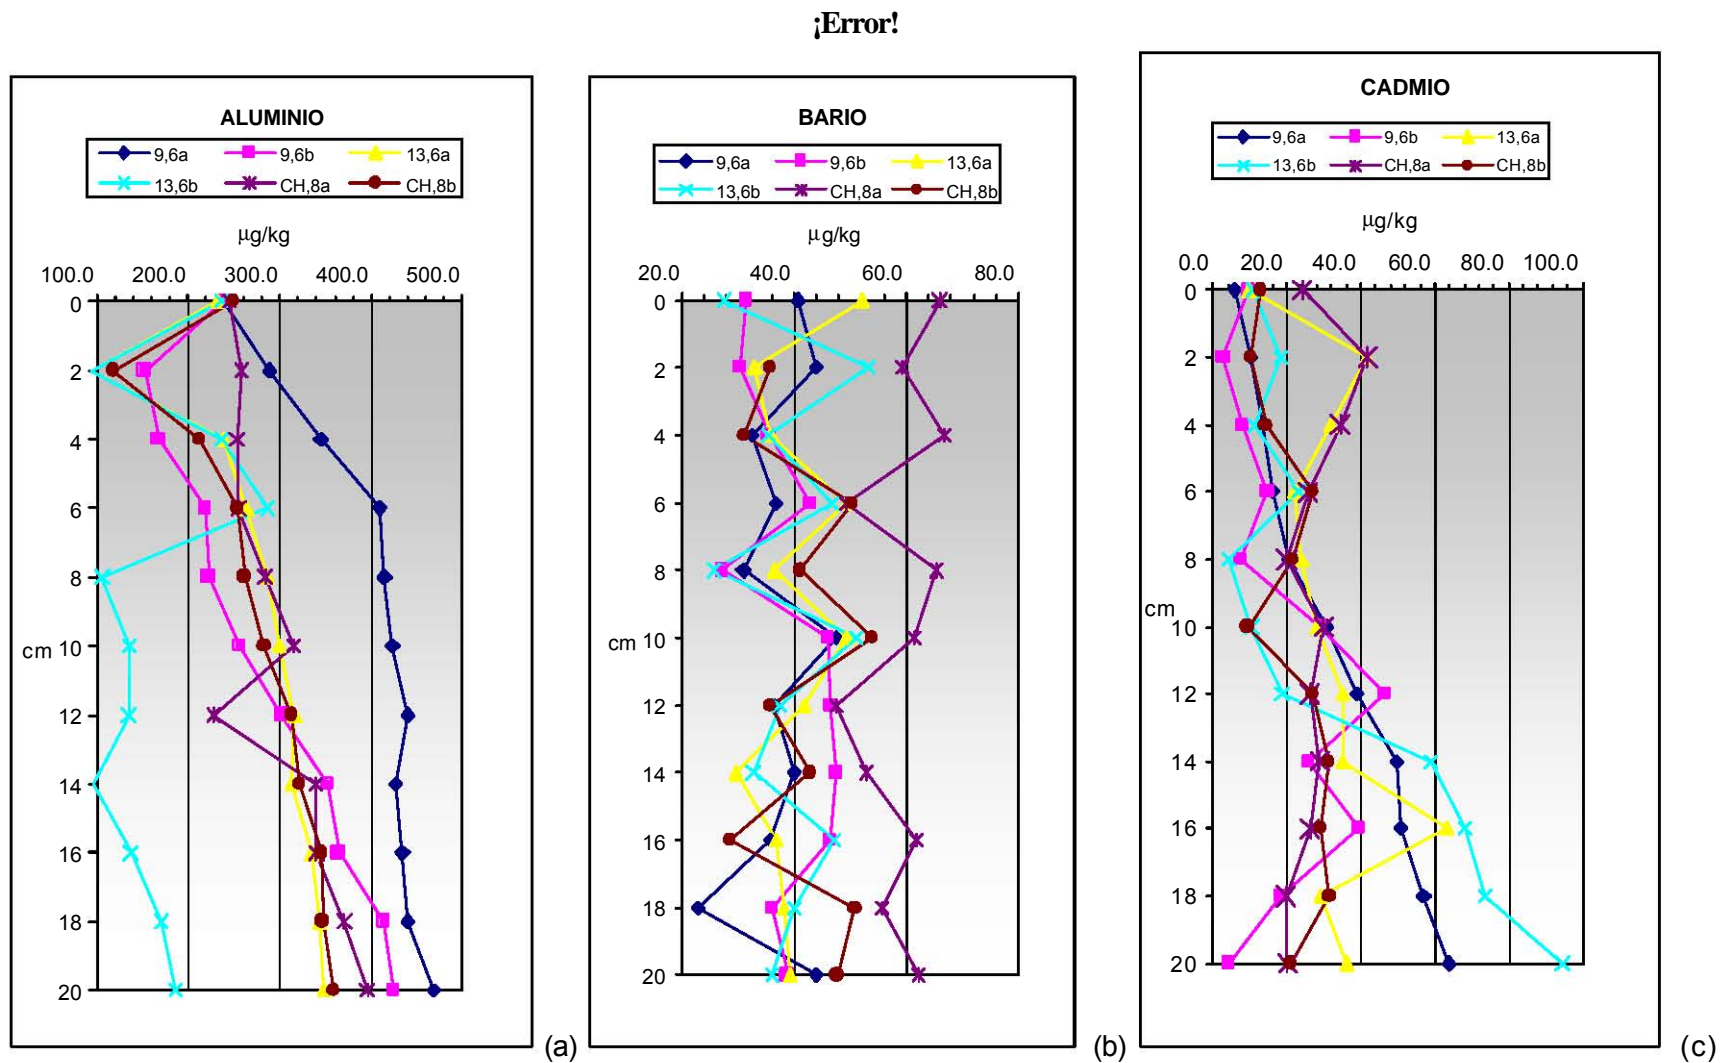 ¡Error!
ALUMINIO
9,6a 9,6b 13,6a
13,6b CH,8a CH,8b
µg/kg
100.0 200.0 300.0 400.0 500.0
0
2
4
6
8
10
cm
12
14
16
18
20
(a)
BARIO
9,6a 9,6b 13,6a
13,6b CH,8a CH,8b
µg/kg
20.0 40.0 60.0 80.0
0
2
4
6
8
10
cm
12
14
16
18
20
(b)
CADMIO
9,6a 9,6b 13,6a
13,6b CH,8a CH,8b
µg/kg
0.0 20.0 40.0 60.0 80.0 100.0
0
2
4
6
8
cm
10
12
14
16
18
20
(c)